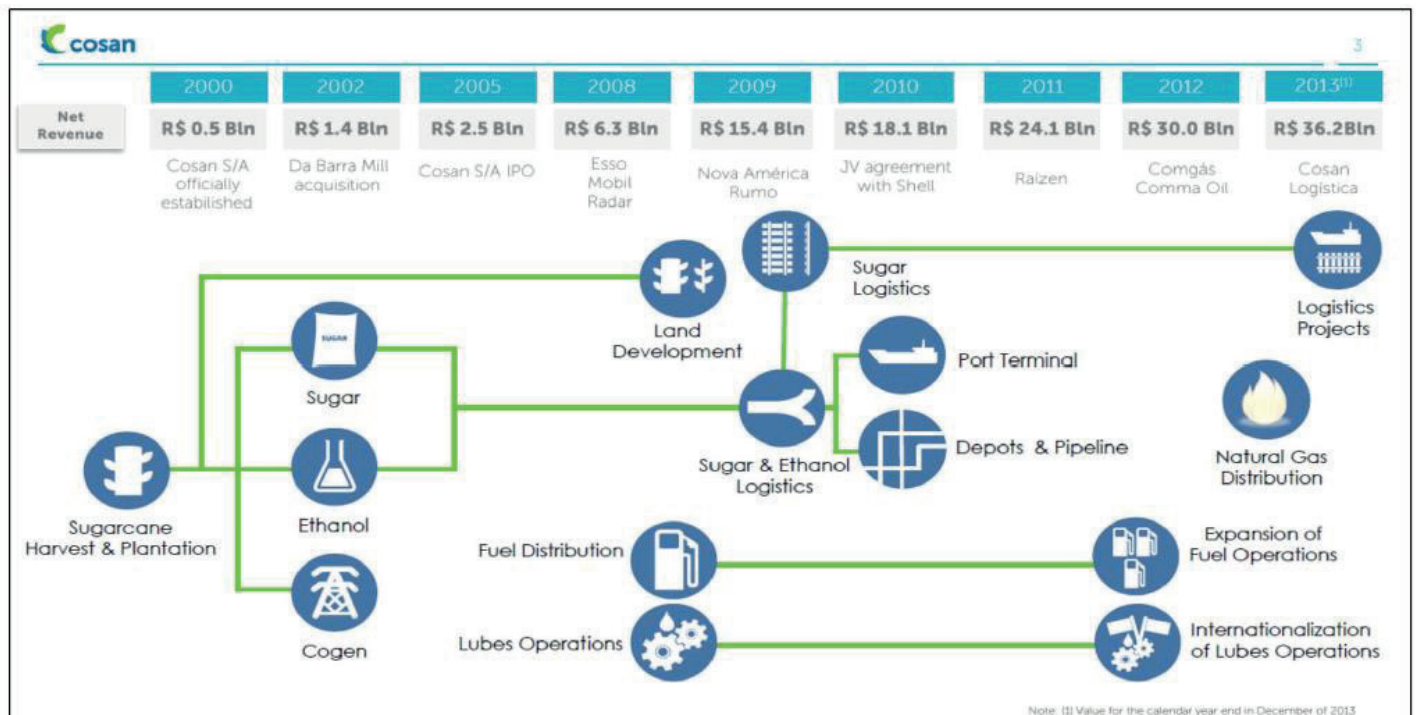 cosan
3
2000 2002 2005 2008 2009 2010 2011 2012 2013(1)
Net
Revenue
R$ 0.5 Bln R$ 1.4 Bln R$ 2.5 Bln R$ 6.3 Bln R$ 15.4 Bln R$ 18.1 Bln R$ 24.1 Bln R$ 30.0 Bln R$ 36.2Bln
Cosan S/A
officially
estabilished
Da Barra Mill
acquisition
Cosan S/A IPO
Esso
Mobil
Radar
Nova América
Rumo
JV agreement
with Shell
Raízen
Comgás
Comma Oil
Cosan
Logística
Sugar
Logistics
Logistics
Projects
Land
Development
SUGAR
Sugar
Port Terminal
Sugar & Ethanol
Logistics
Depots & Pipeline
Natural Gas
Distribution
Sugarcane
Harvest & Plantation
Ethanol
Cogen
Fuel Distribution
Expansion of
Fuel Operations
Lubes Operations
Internationalization
of Lubes Operations
Note: (1) Value for the calendar year end in December of 2013